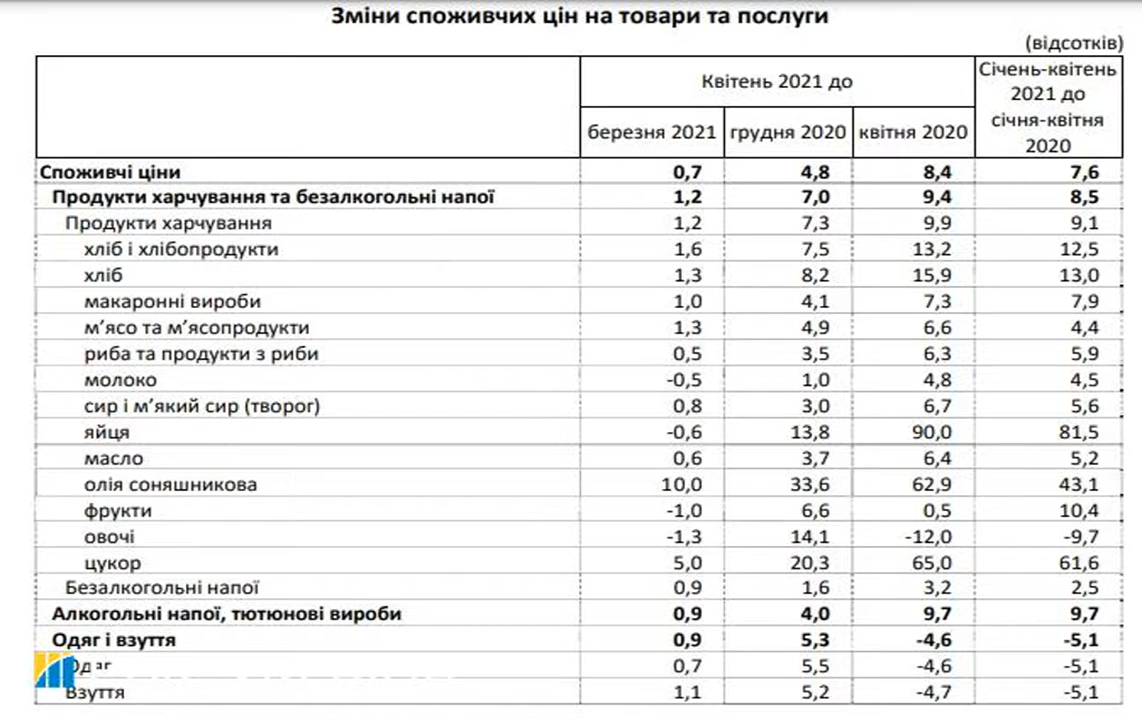 Зміни споживчих цін на товари та послуги
(відсотків)
Квітень 2021 до
Січень-квітень 2021 до січня-квітня 2020
березня 2021 грудня 2020 квітня 2020
Споживчі ціни 0,7 4,8 8,4 7,6
Продукти харчування та безалкогольні напої 1,2 7,0 9,4 8,5
Продукти харчування 1,2 7,3 9,9 9,1
хліб і хлібопродукти 1,6 7,5 13,2 12,5
хліб 1,3 8,2 15,9 13,0
макаронні вироби 1,0 4,1 7,3 7,9
м’ясо та м’ясопродукти 1,3 4,9 6,6 4,4
риба та продукти з риби 0,5 3,5 6,3 5,9
молоко -0,5 1,0 4,8 4,5
сир і м’який сир (творог) 0,8 3,0 6,7 5,6
яйця -0,6 13,8 90,0 81,5
масло 0,6 3,7 6,4 5,2
олія соняшникова 10,0 33,6 62,9 43,1
фрукти -1,0 6,6 0,5 10,4
овочі -1,3 14,1 -12,0 -9,7
цукор 5,0 20,3 65,0 61,6
Безалкогольні напої 0,9 1,6 3,2 2,5
Алкогольні напої, тютюнові вироби 0,9 4,0 9,7 9,7
Одяг і взуття 0,9 5,3 -4,6 -5,1
Одяг 0,7 5,5 -4,6 -5,1
Взуття 1,1 5,2 -4,7 -5,1